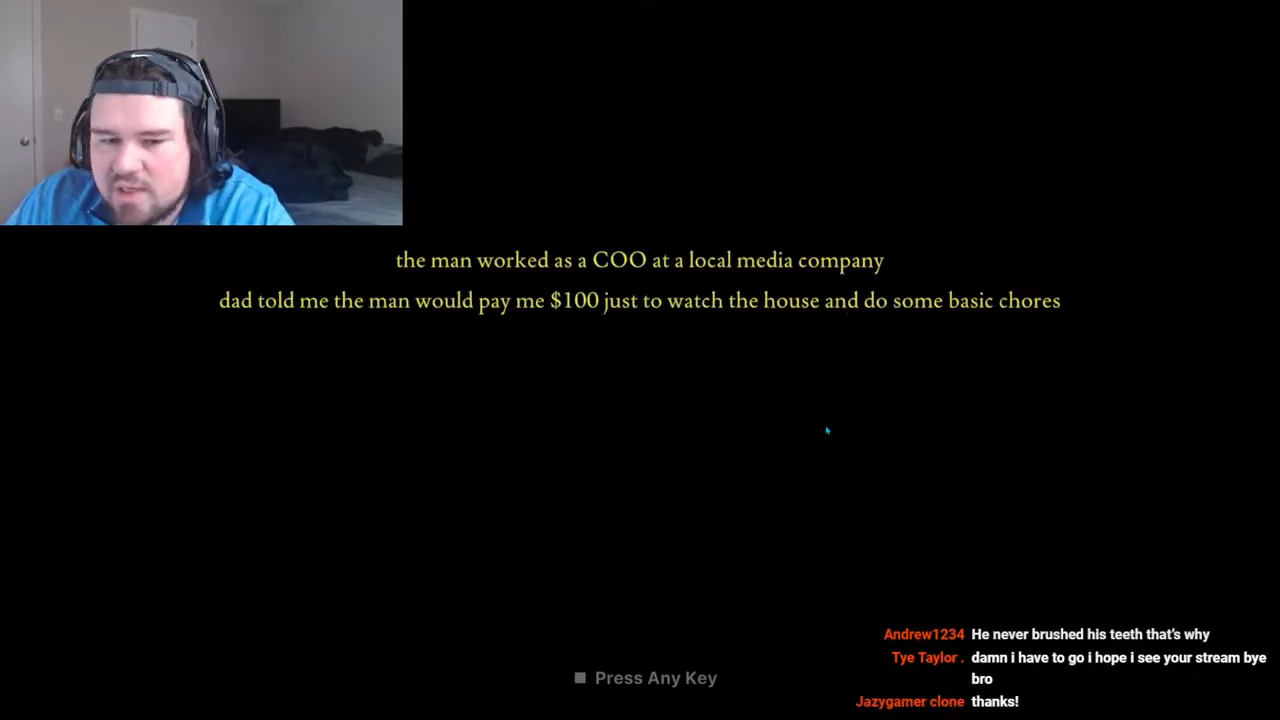 the man worked as a COO at a local media company
dad told me the man would pay me $100 just to watch the house and do some basic chores
Press Any Key
Andrew1234 He never brushed his teeth that's why
Tye Taylor . damn i have to go i hope i see your stream bye
bro
Jazygamer clone thanks!